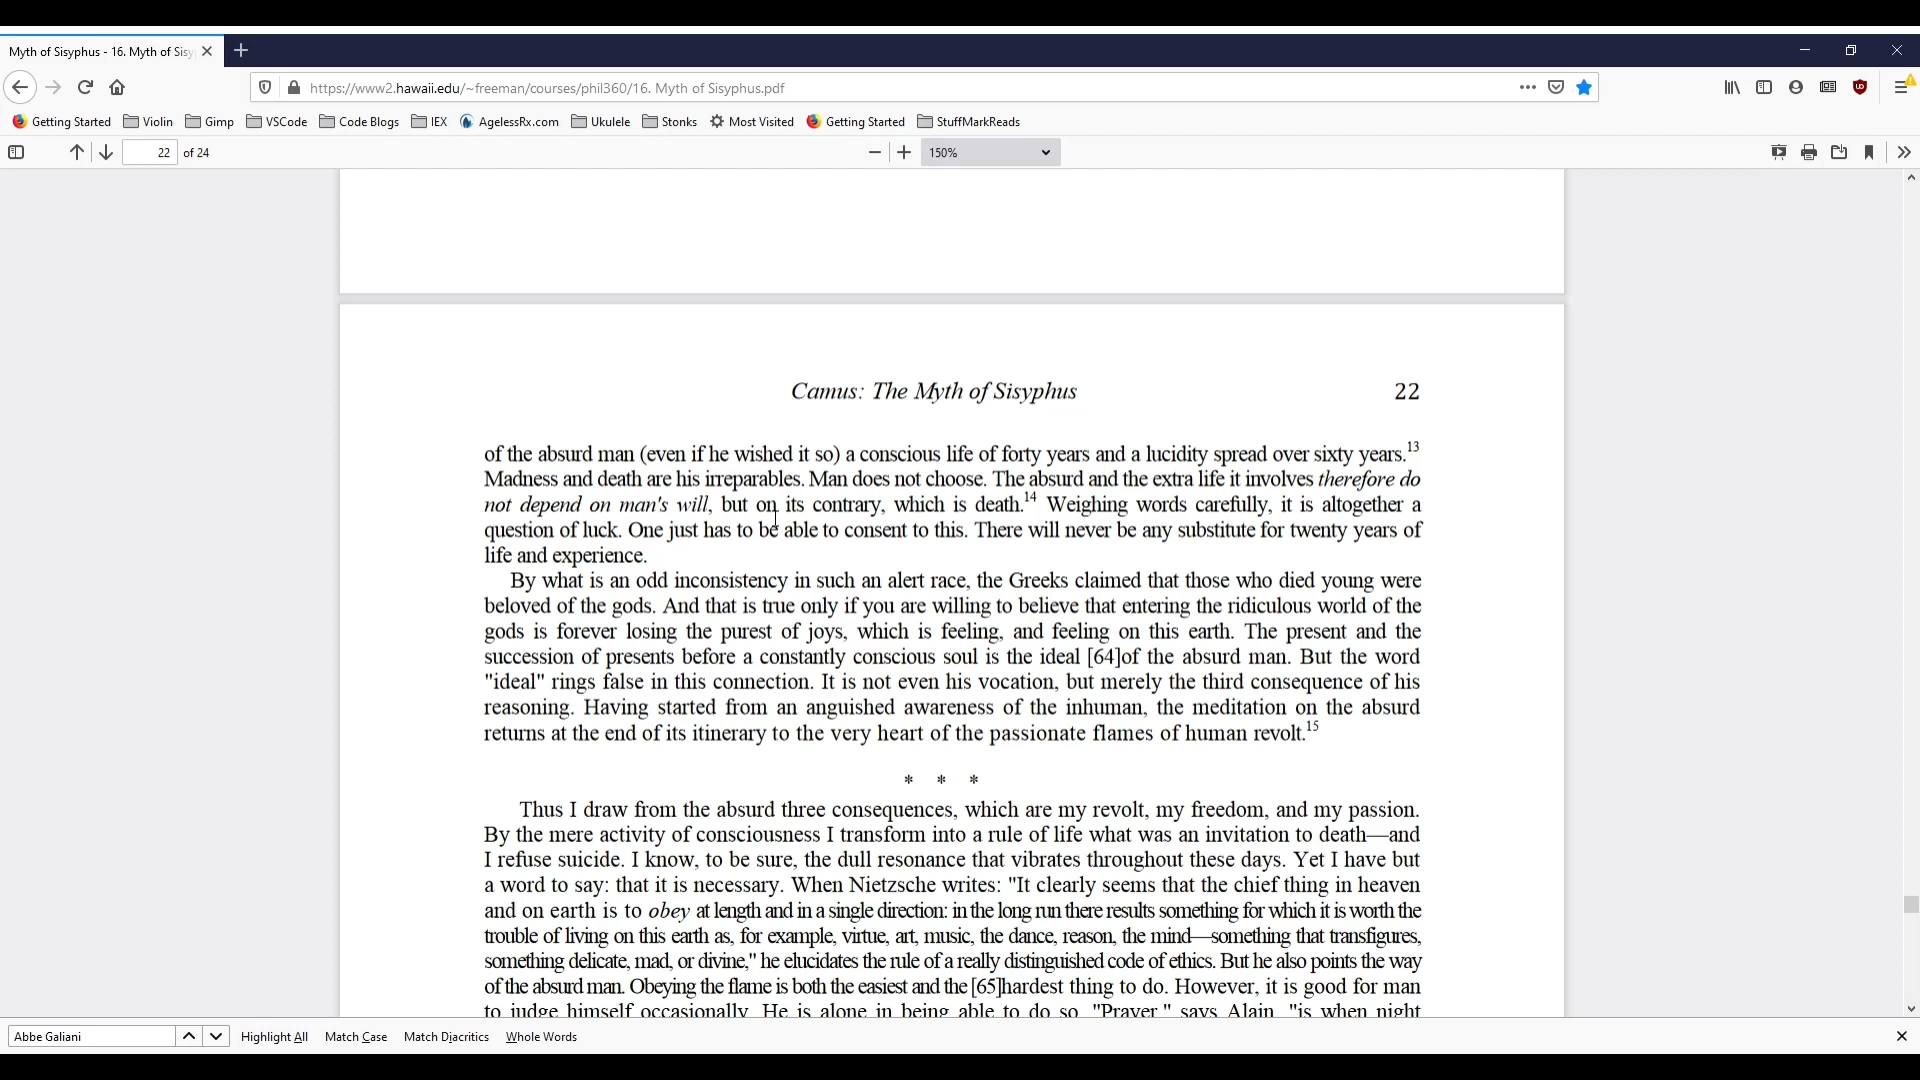 Myth of Sisyphus - 16. Myth of Sisy
https://www2.hawaii.edu/~freeman/courses/phil360/16. Myth of Sisyphus.pdf
Getting Started Violin Gimp VSCode Code Blogs IEX AgelessRx.com Ukulele Stonks Most Visited Getting Started StuffMarkReads
22 of 24 150%
Camus: The Myth of Sisyphus 22
of the absurd man (even if he wished it so) a conscious life of forty years and a lucidity spread over sixty years.13
Madness and death are his irreparables. Man does not choose. The absurd and the extra life it involves therefore do
not depend on man's will, but on its contrary, which is death.14 Weighing words carefully, it is altogether a
question of luck. One just has to be able to consent to this. There will never be any substitute for twenty years of
life and experience.
By what is an odd inconsistency in such an alert race, the Greeks claimed that those who died young were
beloved of the gods. And that is true only if you are willing to believe that entering the ridiculous world of the
gods is forever losing the purest of joys, which is feeling, and feeling on this earth. The present and the
succession of presents before a constantly conscious soul is the ideal [64]of the absurd man. But the word
"ideal" rings false in this connection. It is not even his vocation, but merely the third consequence of his
reasoning. Having started from an anguished awareness of the inhuman, the meditation on the absurd
returns at the end of its itinerary to the very heart of the passionate flames of human revolt.15
* * *
Thus I draw from the absurd three consequences, which are my revolt, my freedom, and my passion.
By the mere activity of consciousness I transform into a rule of life what was an invitation to death—and
I refuse suicide. I know, to be sure, the dull resonance that vibrates throughout these days. Yet I have but
a word to say: that it is necessary. When Nietzsche writes: "It clearly seems that the chief thing in heaven
and on earth is to obey at length and in a single direction: in the long run there results something for which it is worth the
trouble of living on this earth as, for example, virtue, art, music, the dance, reason, the mind—something that transfigures,
something delicate, mad, or divine," he elucidates the rule of a really distinguished code of ethics. But he also points the way
of the absurd man. Obeying the flame is both the easiest and the [65]hardest thing to do. However, it is good for man
to judge himself occasionally. He is alone in being able to do so. "Prayer," says Alain, "is when night
Abbe Galiani Highlight All Match Case Match Diacritics Whole Words